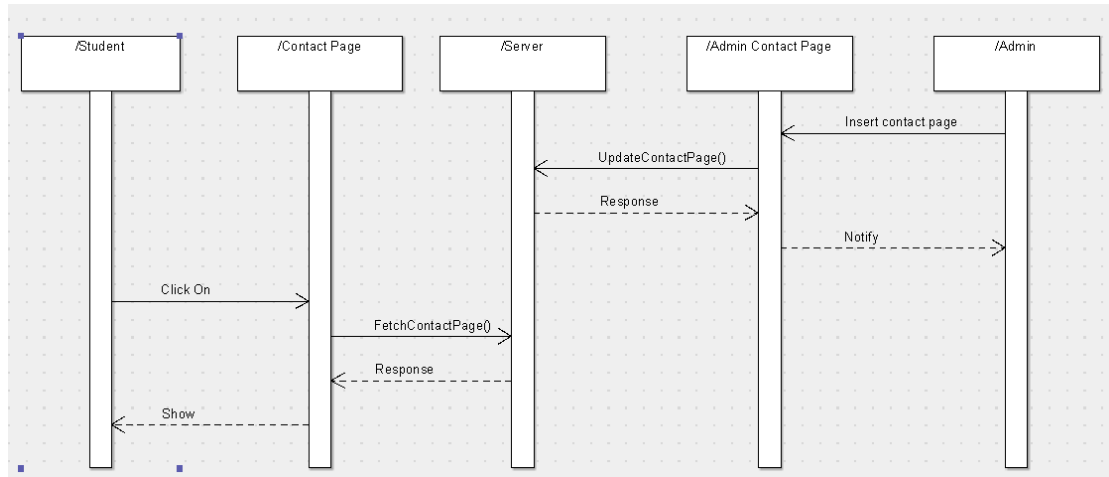 /Student
/Contact Page
/Server
/Admin Contact Page
/Admin
Insert contact page
UpdateContactPage()
Response
Notify
Click On
FetchContactPage()
Response
Show